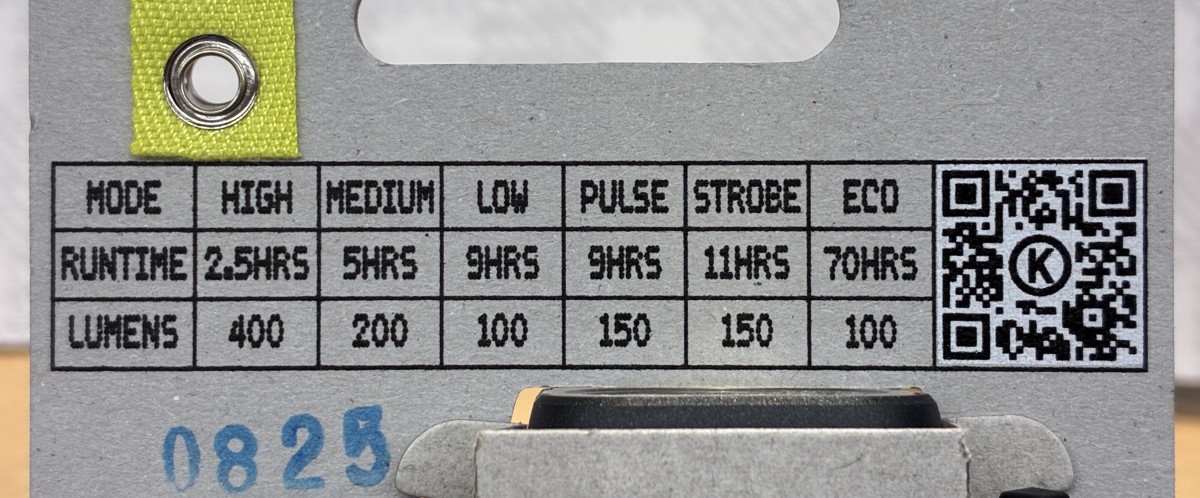 MODE HIGH MEDIUM LOW PULSE STROBE ECO
RUNTIME 2.5HRS 5HRS 9HRS 9HRS 11HRS 70HRS
LUMENS 400 200 100 150 150 100
K
0825